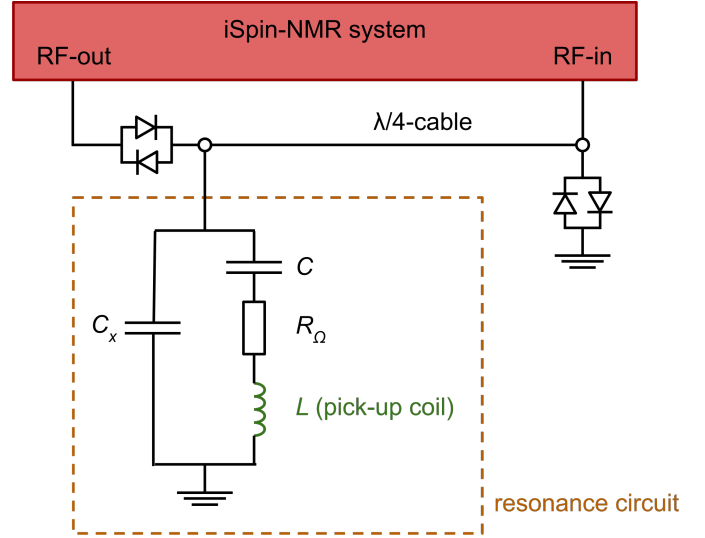 iSpin-NMR system
RF-out
RF-in
λ/4-cable
C
Cx
RΩ
L (pick-up coil)
resonance circuit